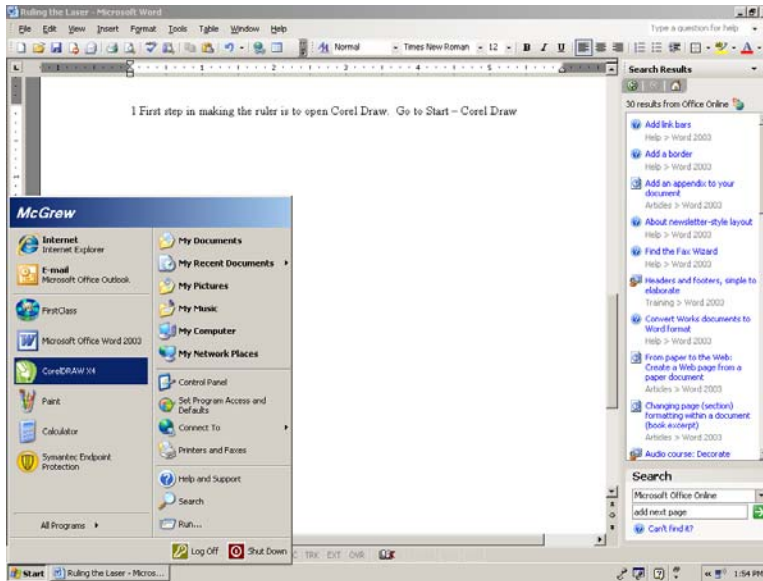 Ruling the Laser - Microsoft Word
File Edit View Insert Format Tools Table Window Help
Type a question for help
Normal
Times New Roman
12
B I U
Search Results
30 results from Office Online
1 First step in making the ruler is to open Corel Draw. Go to Start – Corel Draw
Add link bars
Help > Word 2003
Add a border
Help > Word 2003
Add an appendix to your
document
Articles > Word 2003
About newsletter-style layout
Help > Word 2003
Find the Fax Wizard
Help > Word 2003
Headers and footers, simple to
elaborate
Training > Word 2003
Convert Works documents to
Word format
Help > Word 2003
From paper to the Web:
Create a Web page from a
paper document
Articles > Word 2003
Changing page (section)
formatting within a document
(book excerpt)
Articles > Word 2003
Audio course: Decorate
Search
Microsoft Office Online
add next page
Can't find it?
McGrew
Internet
Internet Explorer
E-mail
Microsoft Office Outlook
FirstClass
Microsoft Office Word 2003
CorelDRAW X4
Paint
Calculator
Symantec Endpoint
Protection
All Programs
My Documents
My Recent Documents
My Pictures
My Music
My Computer
My Network Places
Control Panel
Set Program Access and
Defaults
Connect To
Printers and Faxes
Help and Support
Search
Run...
Log Off
Shut Down
TRK EXT OVR
Start
Ruling the Laser - Micros...
1:54 PM